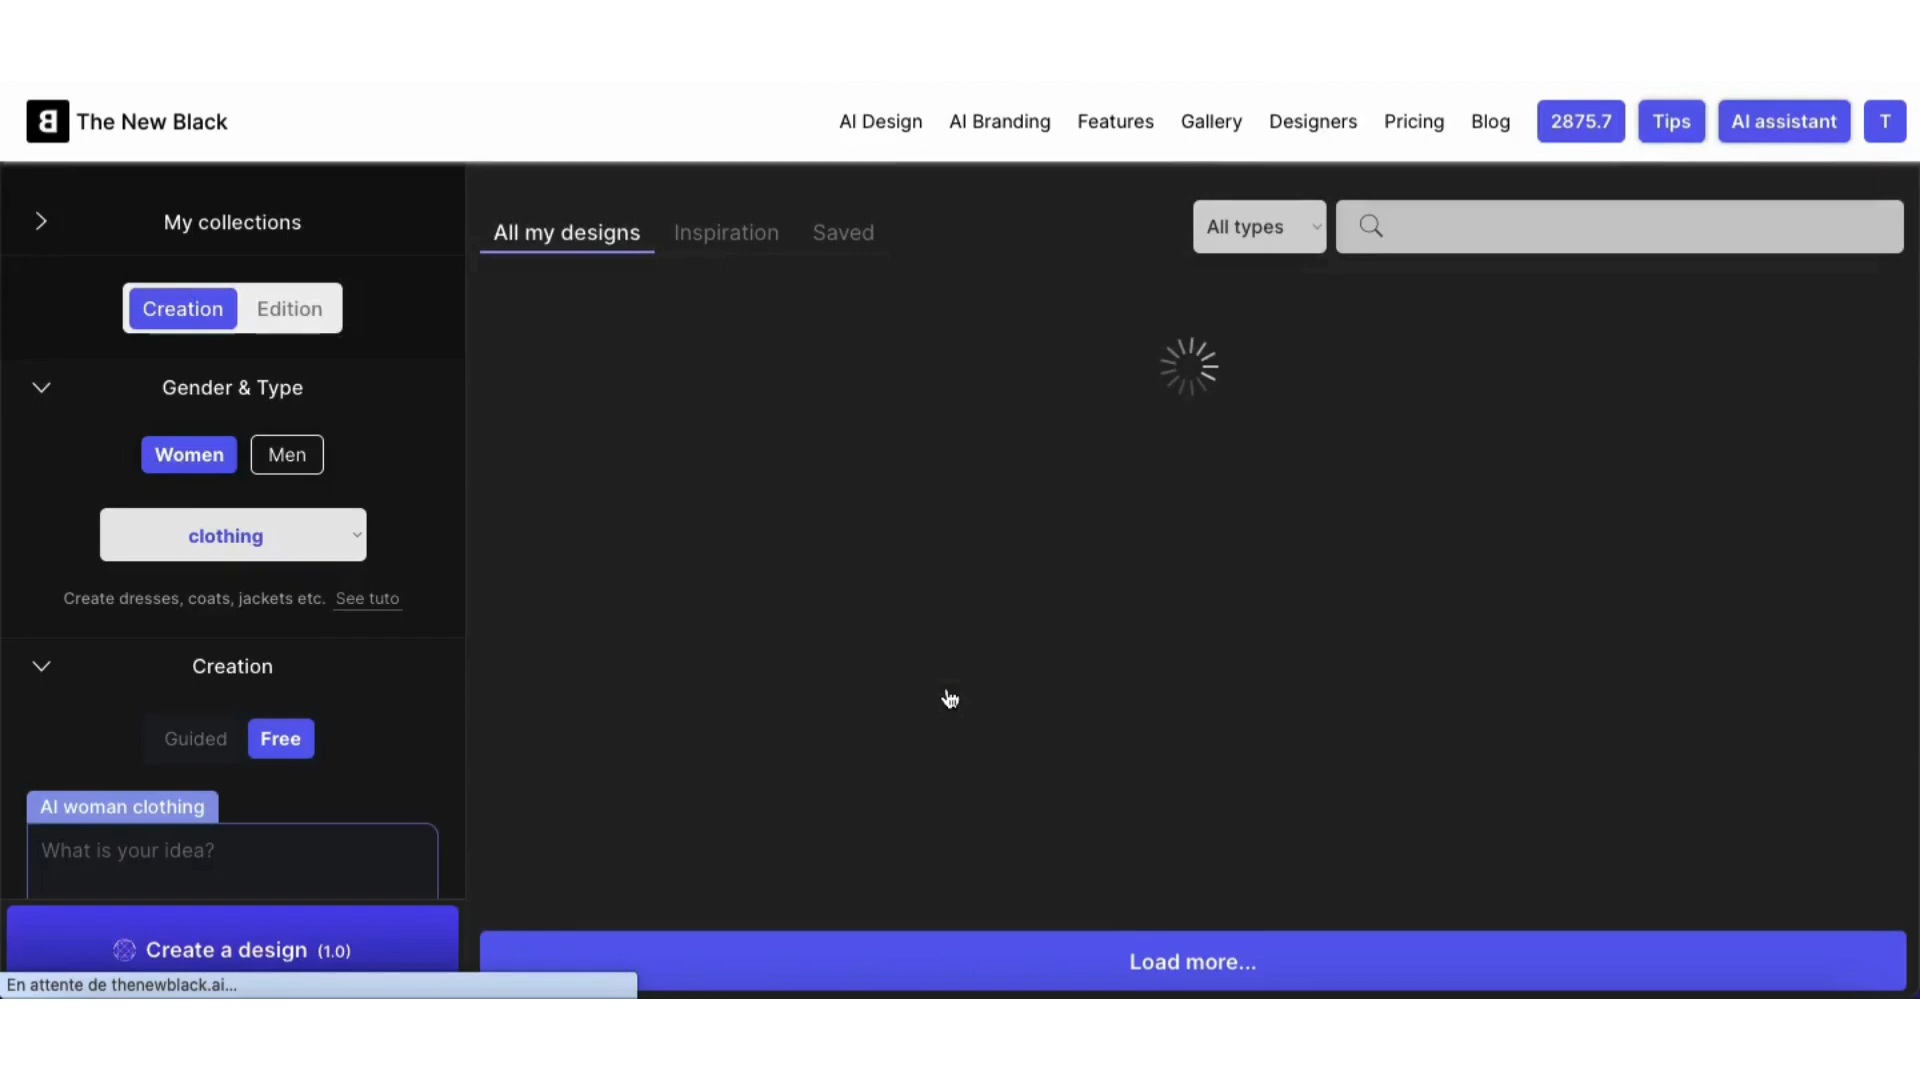 B The New Black
AI Design AI Branding Features Gallery Designers Pricing Blog 2875.7 Tips AI assistant T
My collections
All my designs Inspiration Saved
All types
Creation Edition
Gender & Type
Women Men
clothing
Create dresses, coats, jackets etc. See tuto
Creation
Guided Free
AI woman clothing
What is your idea?
Create a design (1.0)
Load more...
En attente de thenewblack.ai...